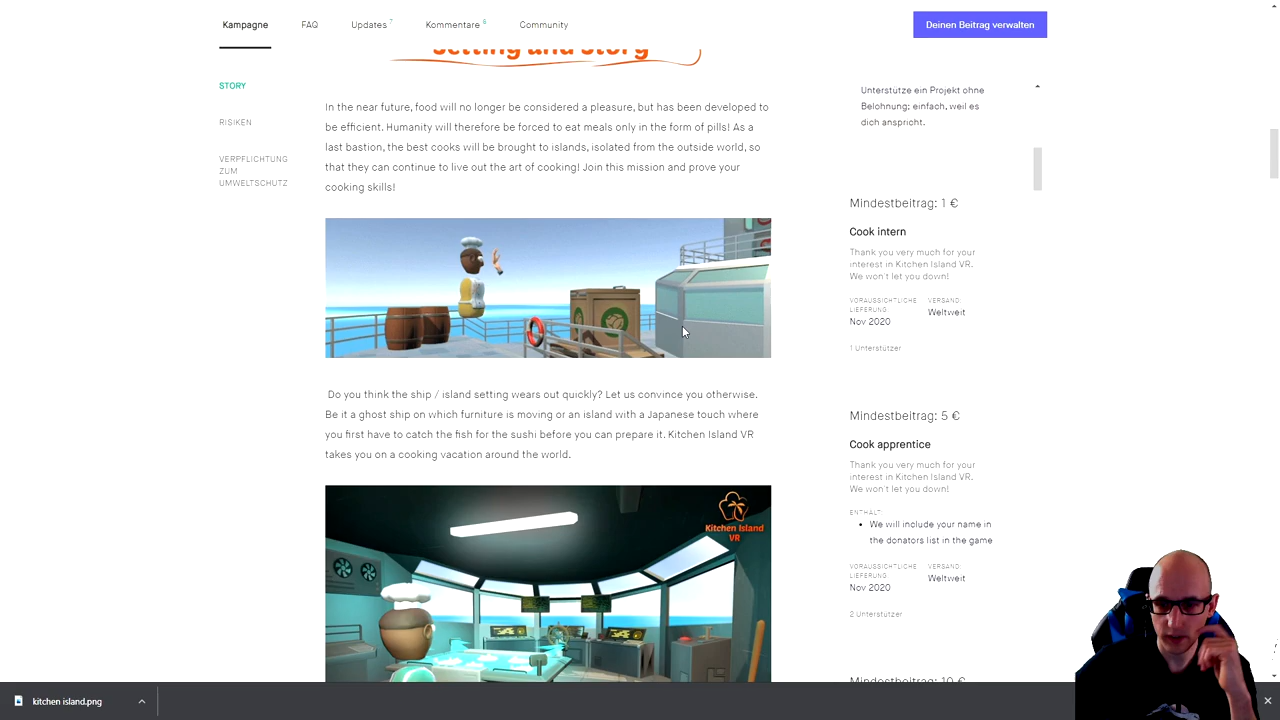 Kampagne
FAQ
Updates 7
Kommentare 6
Community
Deinen Beitrag verwalten
Setting and Story
STORY
RISIKEN
VERPFLICHTUNG
ZUM
UMWELTSCHUTZ
In the near future, food will no longer be considered a pleasure, but has been developed to
be efficient. Humanity will therefore be forced to eat meals only in the form of pills! As a
last bastion, the best cooks will be brought to islands, isolated from the outside world, so
that they can continue to live out the art of cooking! Join this mission and prove your
cooking skills!
Do you think the ship / island setting wears out quickly? Let us convince you otherwise.
Be it a ghost ship on which furniture is moving or an island with a Japanese touch where
you first have to catch the fish for the sushi before you can prepare it. Kitchen Island VR
takes you on a cooking vacation around the world.
Kitchen Island
VR
Unterstütze ein Projekt ohne
Belohnung; einfach, weil es
dich anspricht.
Mindestbeitrag: 1 €
Cook intern
Thank you very much for your
interest in Kitchen Island VR.
We won't let you down!
VORAUSSICHTLICHE
LIEFERUNG
Nov 2020
VERSAND:
Weltweit
1 Unterstützer
Mindestbeitrag: 5 €
Cook apprentice
Thank you very much for your
interest in Kitchen Island VR.
We won't let you down!
ENTHÄLT:
We will include your name in
the donators list in the game
VORAUSSICHTLICHE
LIEFERUNG
Nov 2020
VERSAND:
Weltweit
2 Unterstützer
Mindestbeitrag: 10 €
kitchen island.png